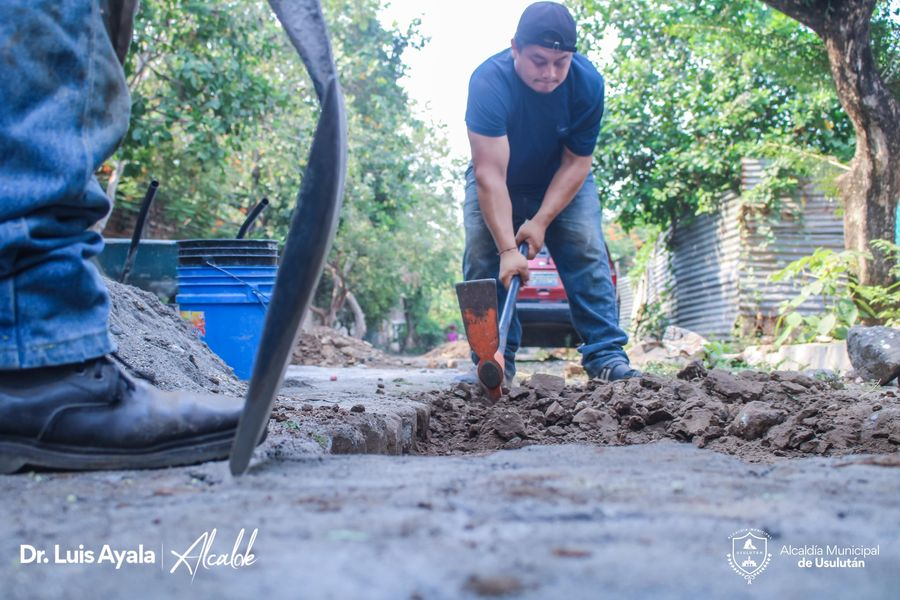 Dr. Luis Ayala | Alcalde
Alcaldía Municipal
de Usulután